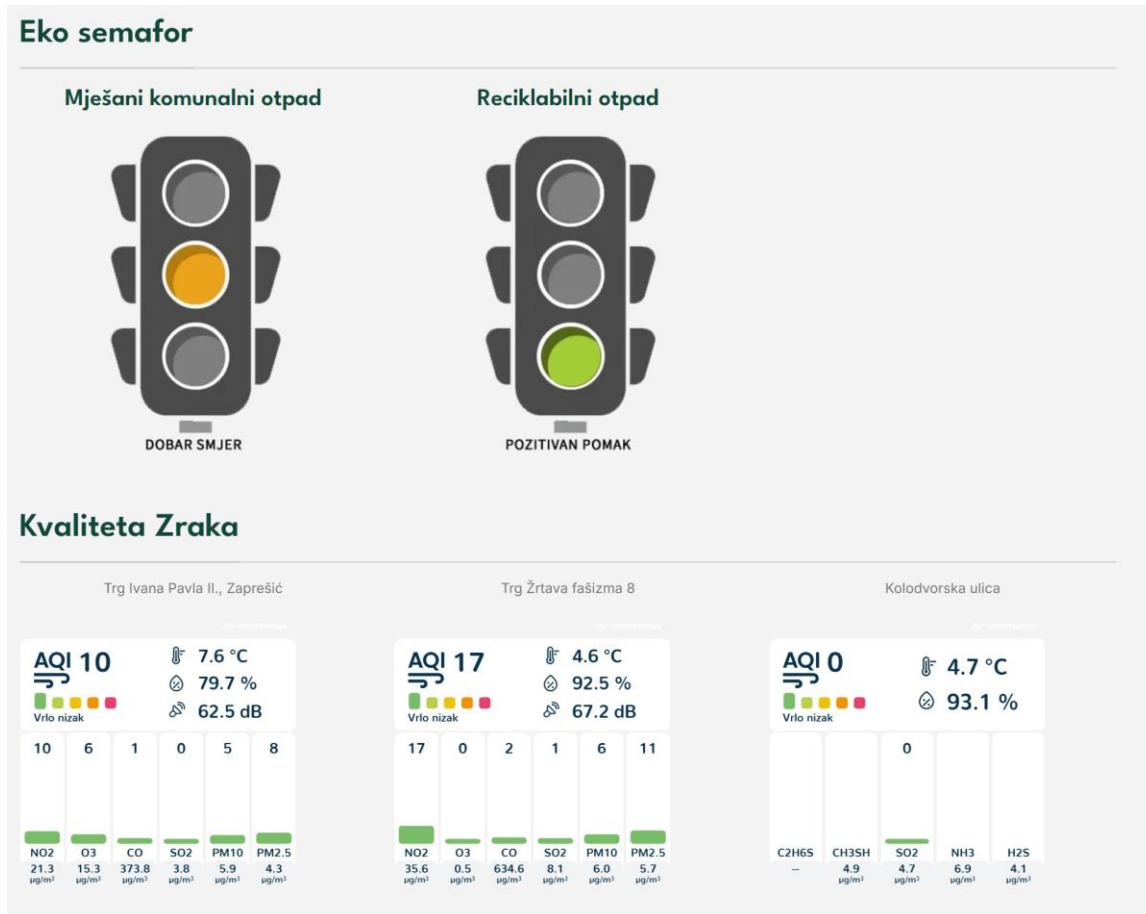 Eko semafor
Mješani komunalni otpad
Reciklabilni otpad
DOBAR SMJER
POZITIVAN POMAK
Kvaliteta Zraka
Trg Ivana Pavla II., Zaprešić
AQI 10
7.6 °C
79.7 %
62.5 dB
Vrlo nizak
10 6 1 0 5 8
NO2 O3 CO SO2 PM10 PM2.5
21.3 15.3 373.8 3.8 5.9 4.3
µg/m³ µg/m³ µg/m³ µg/m³ µg/m³ µg/m³
Trg Žrtava fašizma 8
AQI 17
4.6 °C
92.5 %
67.2 dB
Vrlo nizak
17 0 2 1 6 11
NO2 O3 CO SO2 PM10 PM2.5
35.6 0.5 634.6 8.1 6.0 5.7
µg/m³ µg/m³ µg/m³ µg/m³ µg/m³ µg/m³
Kolodvorska ulica
AQI 0
4.7 °C
93.1 %
Vrlo nizak
0
C2H6S CH3SH SO2 NH3 H2S
-- 4.9 4.7 6.9 4.1
µg/m³ µg/m³ µg/m³ µg/m³